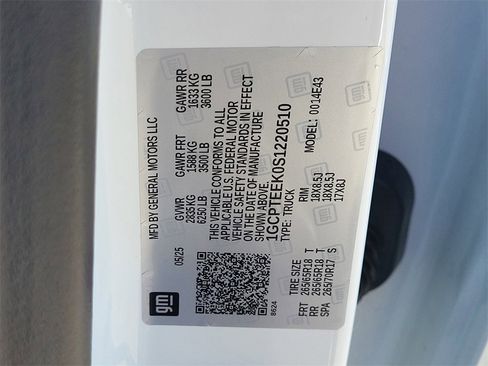 gm
MFD BY GENERAL MOTORS LLC
05/25
GVWR GAWR FRT GAWR RR
2835 KG 1588 KG 1633 KG
6250 LB 3500 LB 3600 LB
THIS VEHICLE CONFORMS TO ALL
APPLICABLE U.S. FEDERAL MOTOR
VEHICLE SAFETY STANDARDS IN EFFECT
ON THE DATE OF MANUFACTURE
SHOWN ABOVE.
1GCPTEEK0S1220510
TYPE: TRUCK MODEL: 0014E43
8624
TIRE SIZE RIM
FRT 265/65R18 T 18X8.5J
RR 265/65R18 T 18X8.5J
SPA 265/70R17 S 17X8J